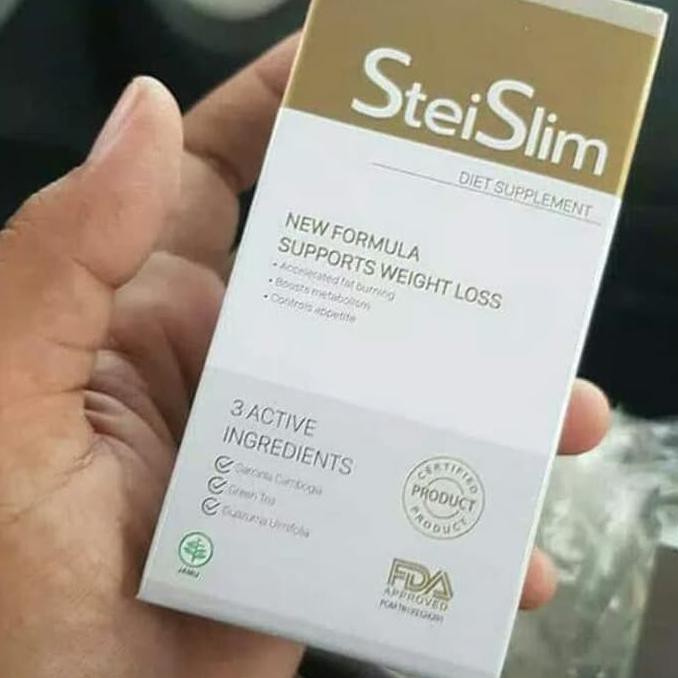 SteiSlim
DIET SUPPLEMENT
NEW FORMULA
SUPPORTS WEIGHT LOSS
• Accelerated fat burning
• Boosts metabolism
• Controls appetite
3 ACTIVE
INGREDIENTS
Garcinia Cambogia
Green Tea
Guazuma Ulmifolia
CERTIFIED
PRODUCT
PRODUCT
JAMU
FDA
APPROVED